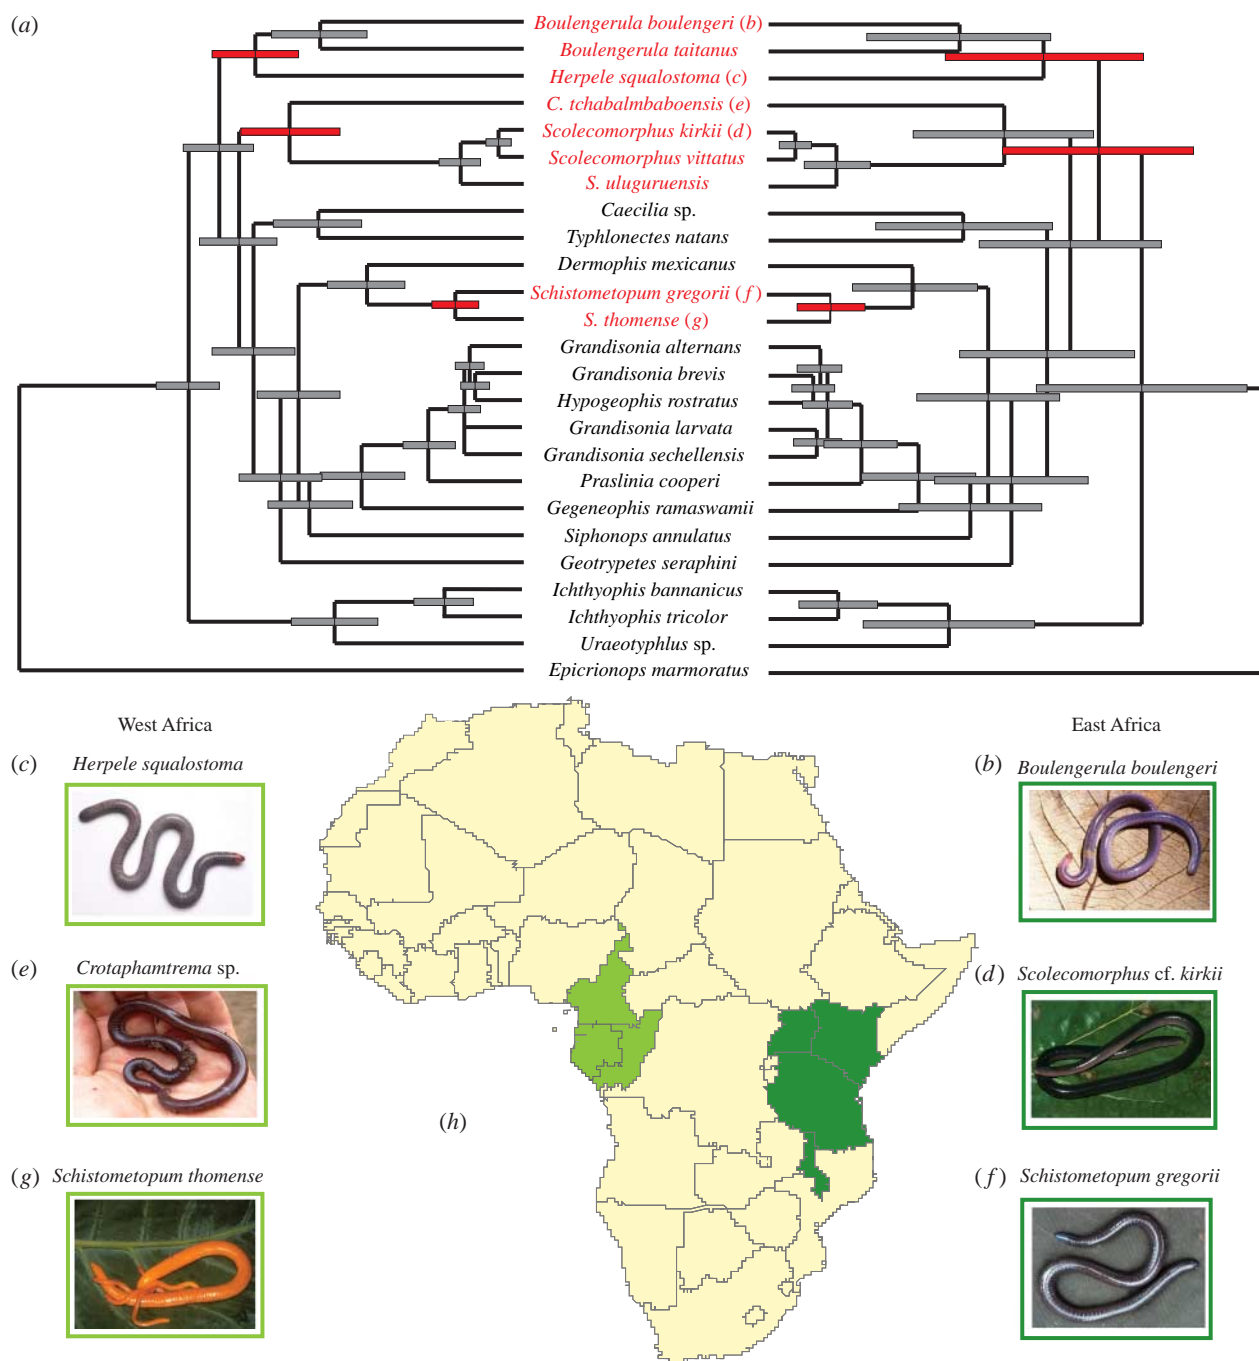 (a)
Boulengerula boulengeri (b)
Boulengerula taitanus
Herpele squalostoma (c)
C. tchabalmbaboensis (e)
Scolecomorphus kirkii (d)
Scolecomorphus vittatus
S. uluguruensis
Caecilia sp.
Typhlonectes natans
Dermophis mexicanus
Schistometopum gregorii (f)
S. thomense (g)
Grandisonia alternans
Grandisonia brevis
Hypogeophis rostratus
Grandisonia larvata
Grandisonia sechellensis
Praslinia cooperi
Gegeneophis ramaswamii
Siphonops annulatus
Geotrypetes seraphini
Ichthyophis bannanicus
Ichthyophis tricolor
Uraeotyphlus sp.
Epicrionops marmoratus
West Africa
(c) Herpele squalostoma
(e) Crotaphamtrema sp.
(g) Schistometopum thomense
(h)
East Africa
(b) Boulengerula boulengeri
(d) Scolecomorphus cf. kirkii
(f) Schistometopum gregorii